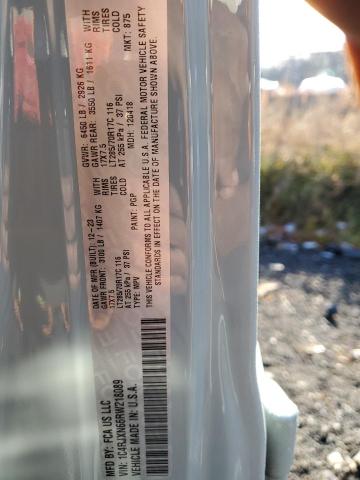 MFD BY: FCA US LLC
DATE OF MFR (BUILT): 12-23
GVWR: 6450 LB / 2926 KG
GAWR FRONT: 3100 LB / 1407 KG WITH
17X7.5 RIMS
LT285/70R17C 116 TIRES
AT 255 kPa / 37 PSI COLD
GAWR REAR: 3550 LB / 1611 KG WITH
17X7.5 RIMS
LT285/70R17C 116 TIRES
AT 255 kPa / 37 PSI COLD
VIN: 1C4RJXN66RW218089
TYPE: MPV
PAINT: PGP
MDH: 120418
MKT: 875
VEHICLE MADE IN: U.S.A.
THIS VEHICLE CONFORMS TO ALL APPLICABLE U.S.A. FEDERAL MOTOR VEHICLE SAFETY
STANDARDS IN EFFECT ON THE DATE OF MANUFACTURE SHOWN ABOVE.